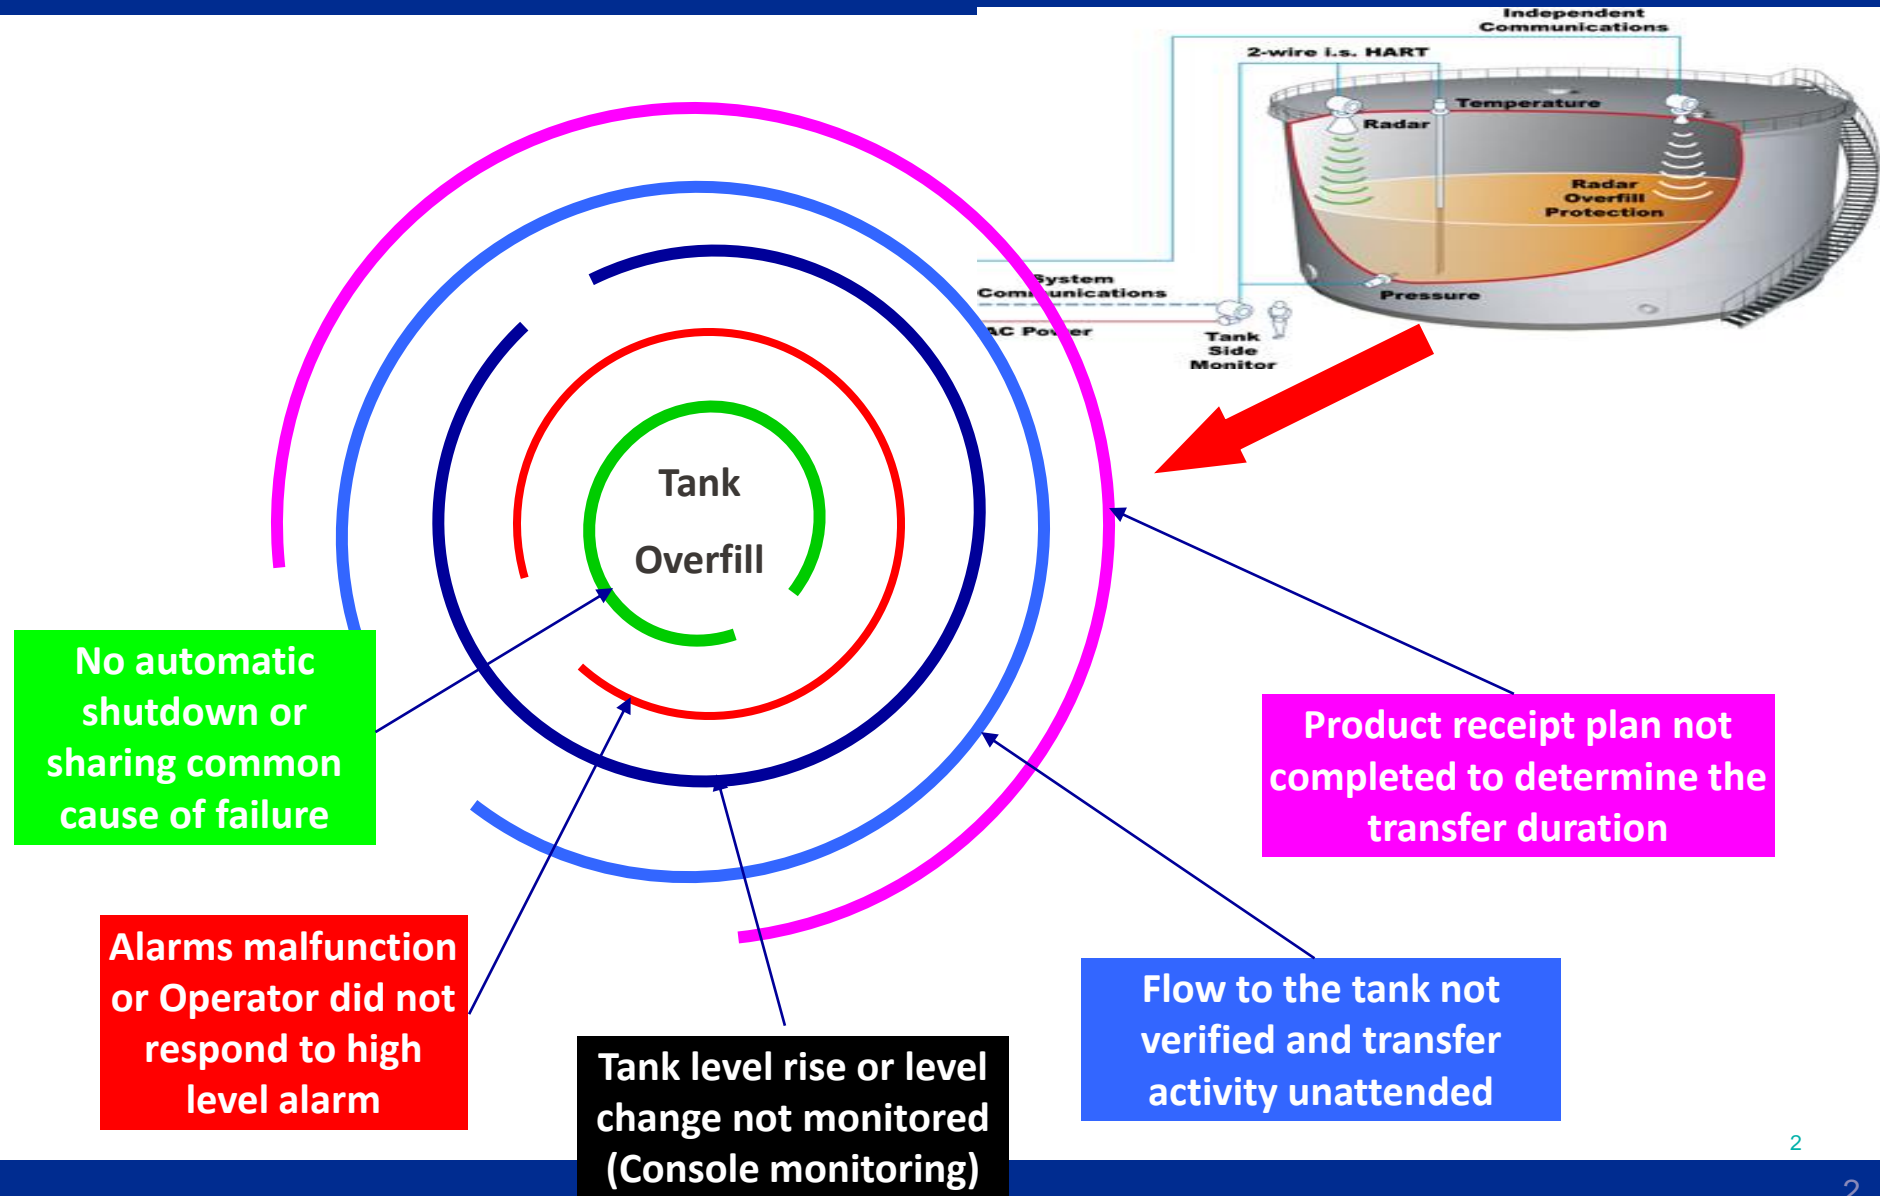 Independent
Communications
2-wire i.s. HART
Temperature
Radar
Radar
Overfill
Protection
System
Communications
Pressure
AC Power
Tank
Side
Monitor
Tank
Overfill
No automatic
shutdown or
sharing common
cause of failure
Product receipt plan not
completed to determine the
transfer duration
Alarms malfunction
or Operator did not
respond to high
level alarm
Flow to the tank not
verified and transfer
activity unattended
Tank level rise or level
change not monitored
(Console monitoring)
2
2